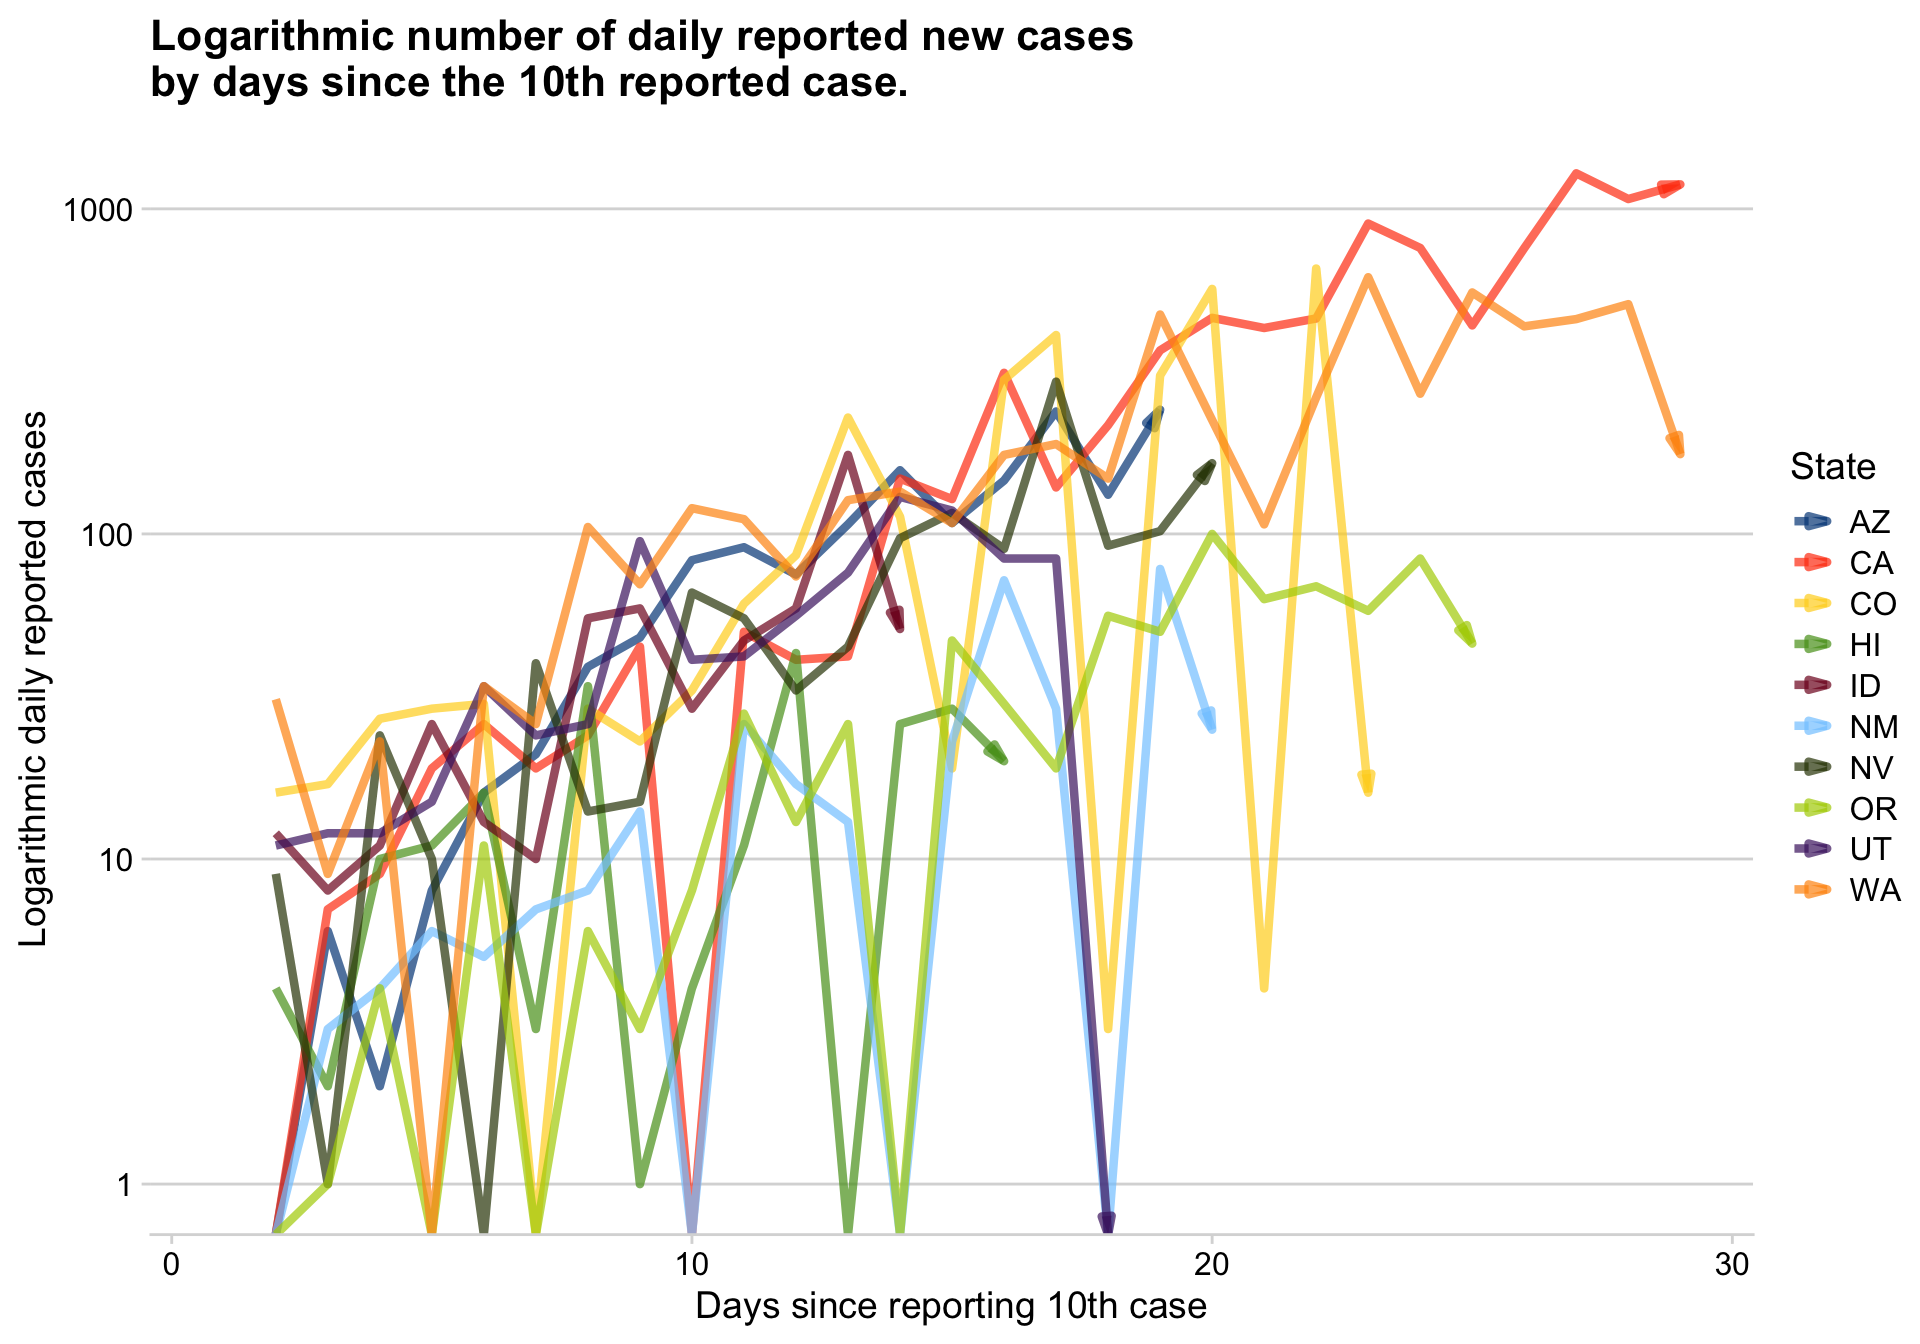 Logarithmic number of daily reported new cases
by days since the 10th reported case.
Logarithmic daily reported cases
1000
100
10
1
0
10
20
30
Days since reporting 10th case
State
AZ
CA
CO
HI
ID
NM
NV
OR
UT
WA